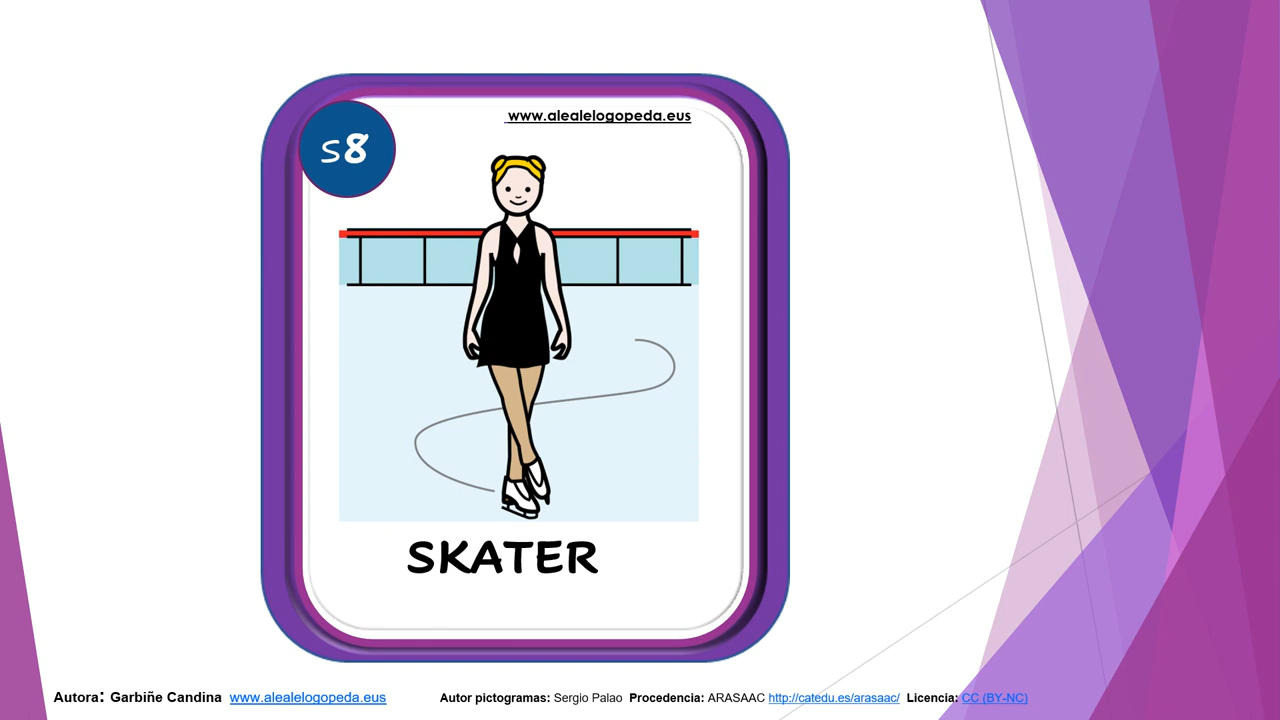 www.alealelogopeda.eus
S8
SKATER
Autora: Garbiñe Candina www.alealelogopeda.eus Autor pictogramas: Sergio Palao Procedencia: ARASAAC http://catedu.es/arasaac/ Licencia: CC (BY-NC)